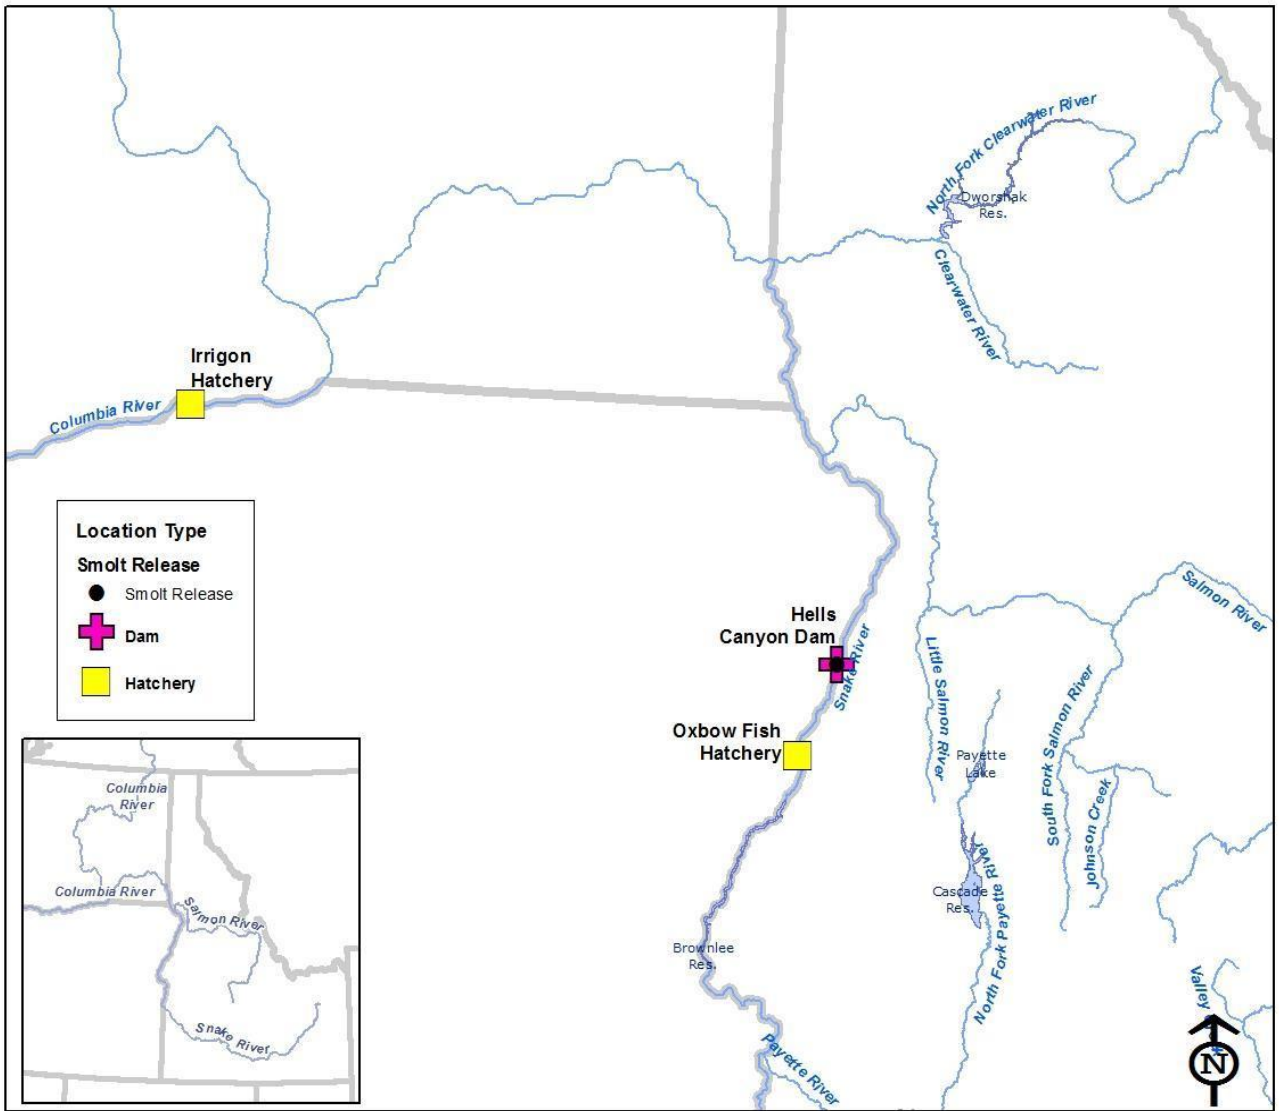 North Fork Clearwater River
Dworshak
Res.
Clearwater River
Irrigon
Hatchery
Columbia River
Location Type
Smolt Release
Smolt Release
Dam
Hatchery
Salmon River
Hells
Canyon Dam
Snake River
Little Salmon River
South Fork Salmon River
Oxbow Fish
Hatchery
Payette
Lake
Johnson Creek
Cascade
Res.
North Fork Payette River
Brownlee
Res.
Valley
Payette River
N
Columbia
River
Columbia River
Salmon River
Snake River